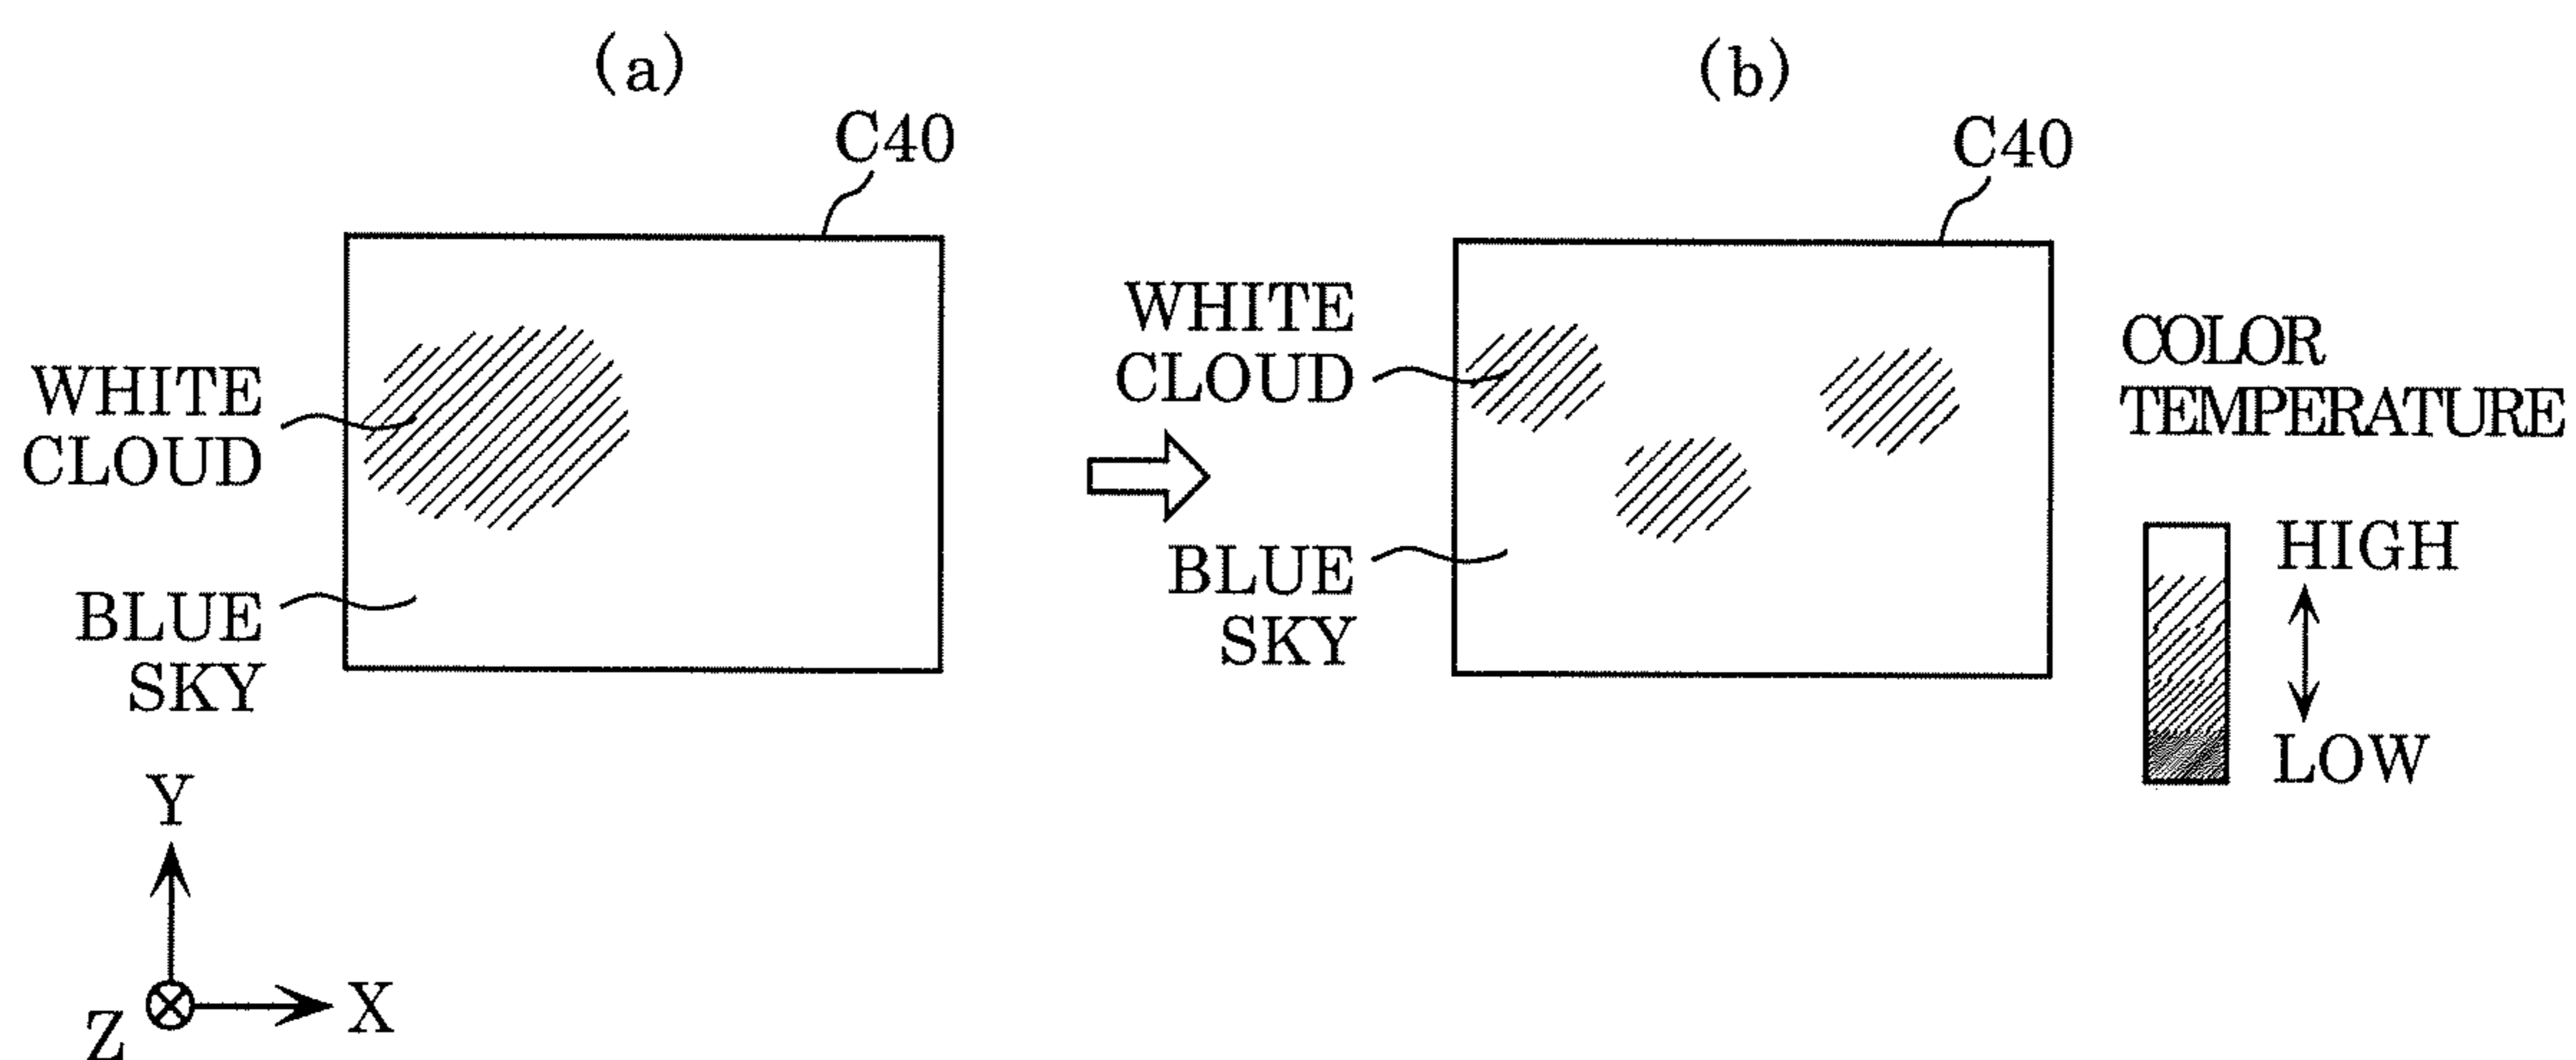 (a)
C40
WHITE
CLOUD
BLUE
SKY
(b)
C40
WHITE
CLOUD
BLUE
SKY
COLOR
TEMPERATURE
HIGH
LOW
Y
Z
X